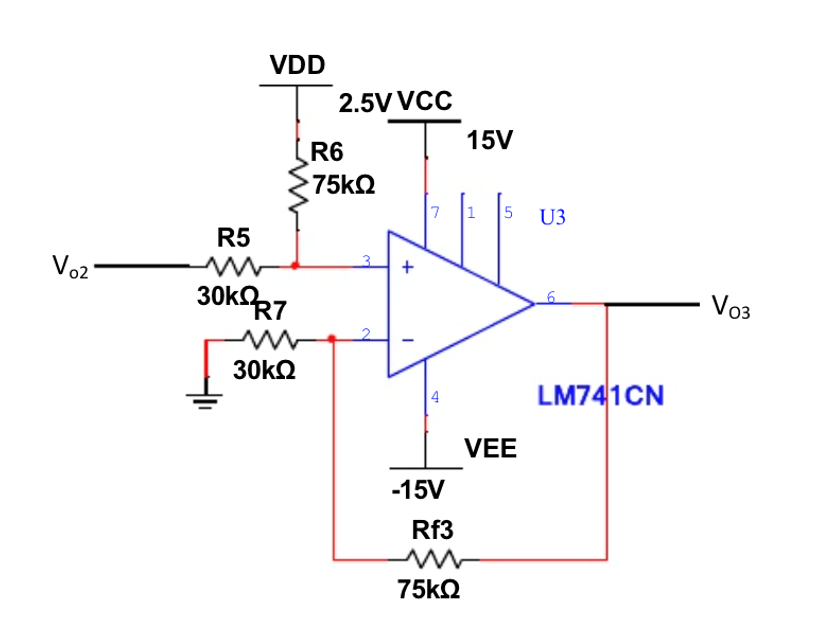 VDD
2.5V VCC
15V
R6
75kΩ
7
1
5
U3
R5
Vo2
3
+
30kΩ
R7
6
VO3
2
−
30kΩ
4
LM741CN
VEE
-15V
Rf3
75kΩ